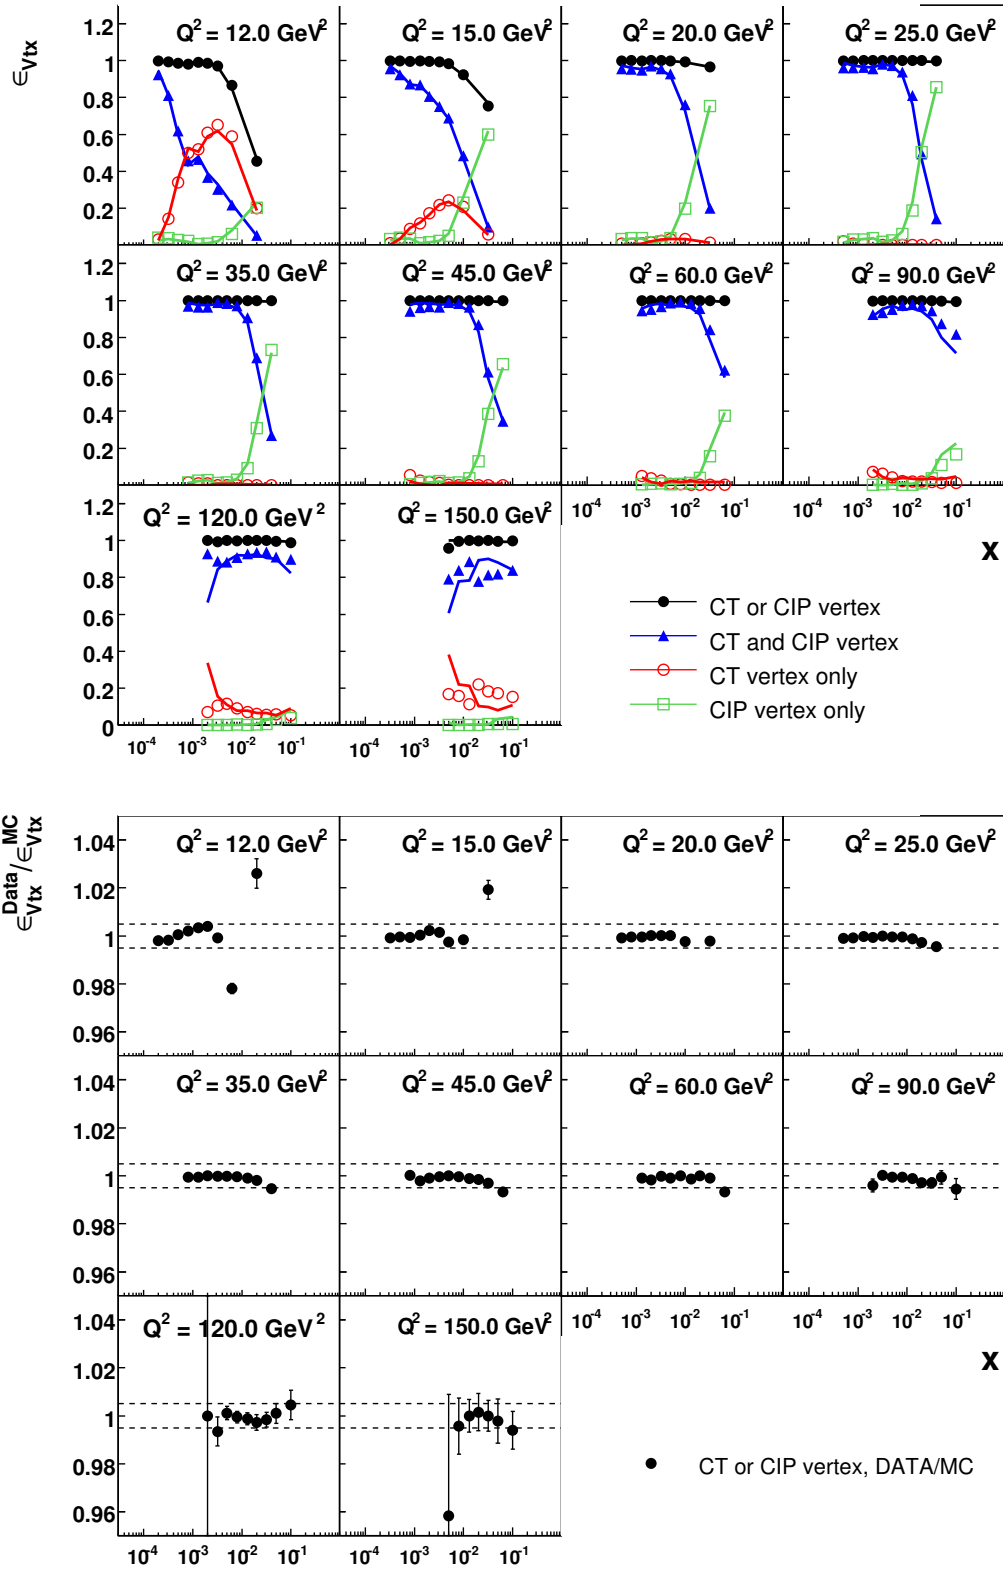 ϵVtx
1.2
1
0.8
0.6
0.4
0.2
Q² = 12.0 GeV²
Q² = 15.0 GeV²
Q² = 20.0 GeV²
Q² = 25.0 GeV²
1.2
1
0.8
0.6
0.4
0.2
Q² = 35.0 GeV²
Q² = 45.0 GeV²
Q² = 60.0 GeV²
Q² = 90.0 GeV²
10⁻⁴ 10⁻³ 10⁻² 10⁻¹
10⁻⁴ 10⁻³ 10⁻² 10⁻¹
x
1.2
1
0.8
0.6
0.4
0.2
0
Q² = 120.0 GeV²
Q² = 150.0 GeV²
CT or CIP vertex
CT and CIP vertex
CT vertex only
CIP vertex only
10⁻⁴ 10⁻³ 10⁻² 10⁻¹
10⁻⁴ 10⁻³ 10⁻² 10⁻¹
ϵVtx^Data/ϵVtx^MC
1.04
1.02
1
0.98
0.96
Q² = 12.0 GeV²
Q² = 15.0 GeV²
Q² = 20.0 GeV²
Q² = 25.0 GeV²
1.04
1.02
1
0.98
0.96
Q² = 35.0 GeV²
Q² = 45.0 GeV²
Q² = 60.0 GeV²
Q² = 90.0 GeV²
10⁻⁴ 10⁻³ 10⁻² 10⁻¹
10⁻⁴ 10⁻³ 10⁻² 10⁻¹
x
1.04
1.02
1
0.98
0.96
Q² = 120.0 GeV²
Q² = 150.0 GeV²
CT or CIP vertex, DATA/MC
10⁻⁴ 10⁻³ 10⁻² 10⁻¹
10⁻⁴ 10⁻³ 10⁻² 10⁻¹